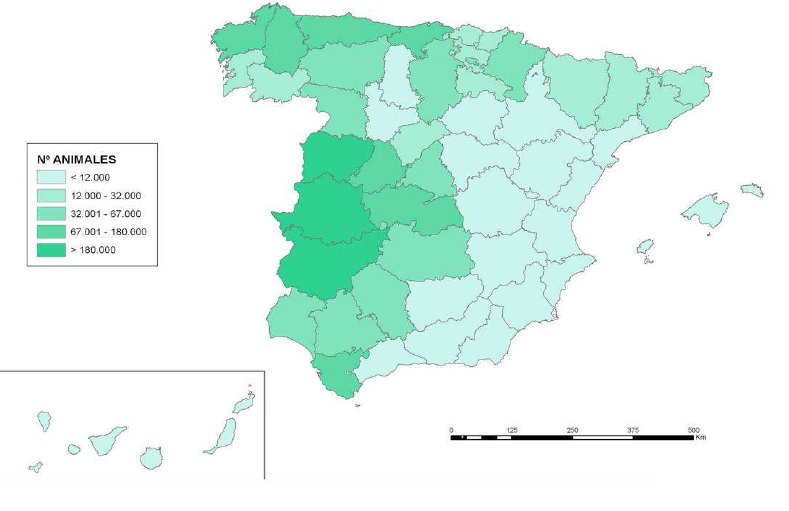 Nº ANIMALES
< 12.000
12.000 - 32.000
32.001 - 67.000
67.001 - 180.000
> 180.000
0 125 250 375 500
Km